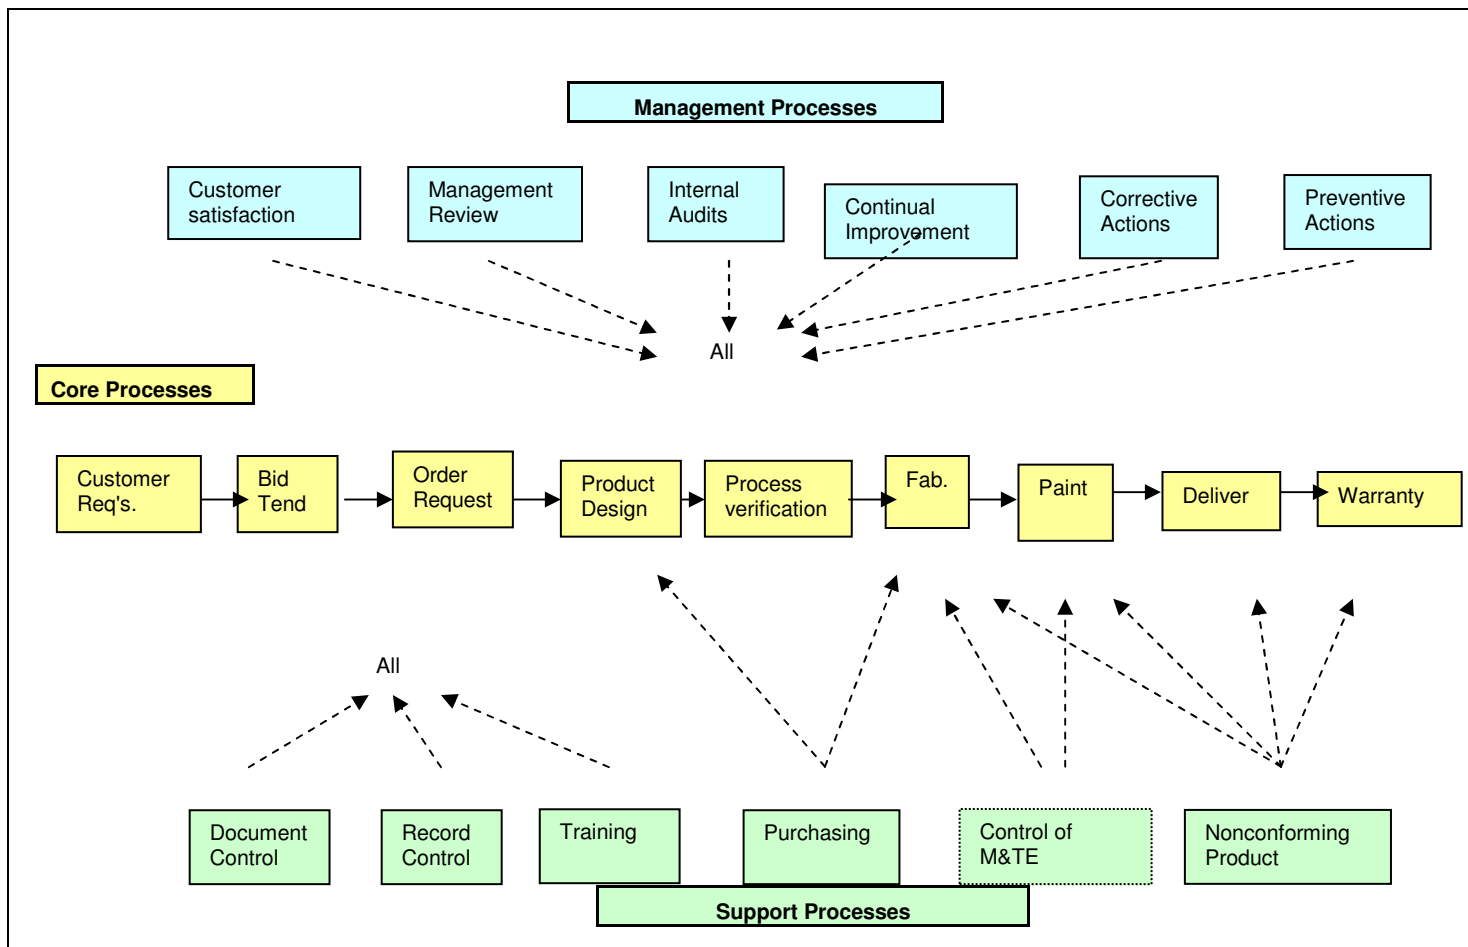 Management Processes
Customer
satisfaction
Management
Review
Internal
Audits
Continual
Improvement
Corrective
Actions
Preventive
Actions
All
Core Processes
Customer
Req's.
Bid
Tend
Order
Request
Product
Design
Process
verification
Fab.
Paint
Deliver
Warranty
All
Document
Control
Record
Control
Training
Purchasing
Control of
M&TE
Nonconforming
Product
Support Processes